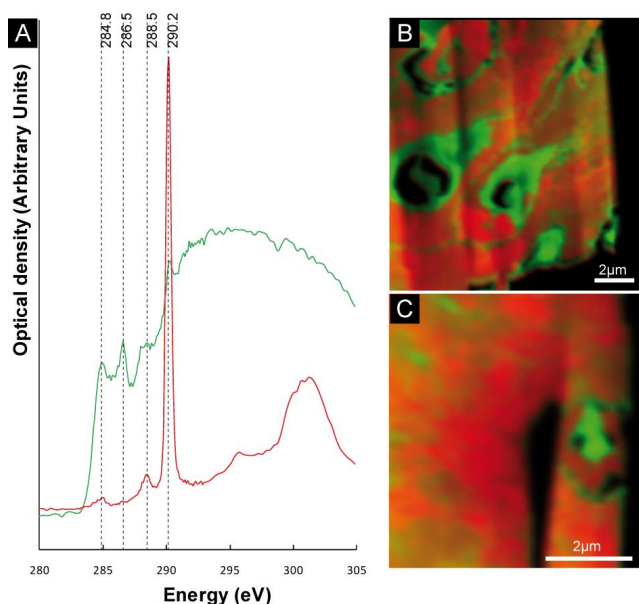 A
284.8
286.5
288.5
290.2
Optical density (Arbitrary Units)
280
285
290
295
300
305
Energy (eV)
B
2µm
C
2µm